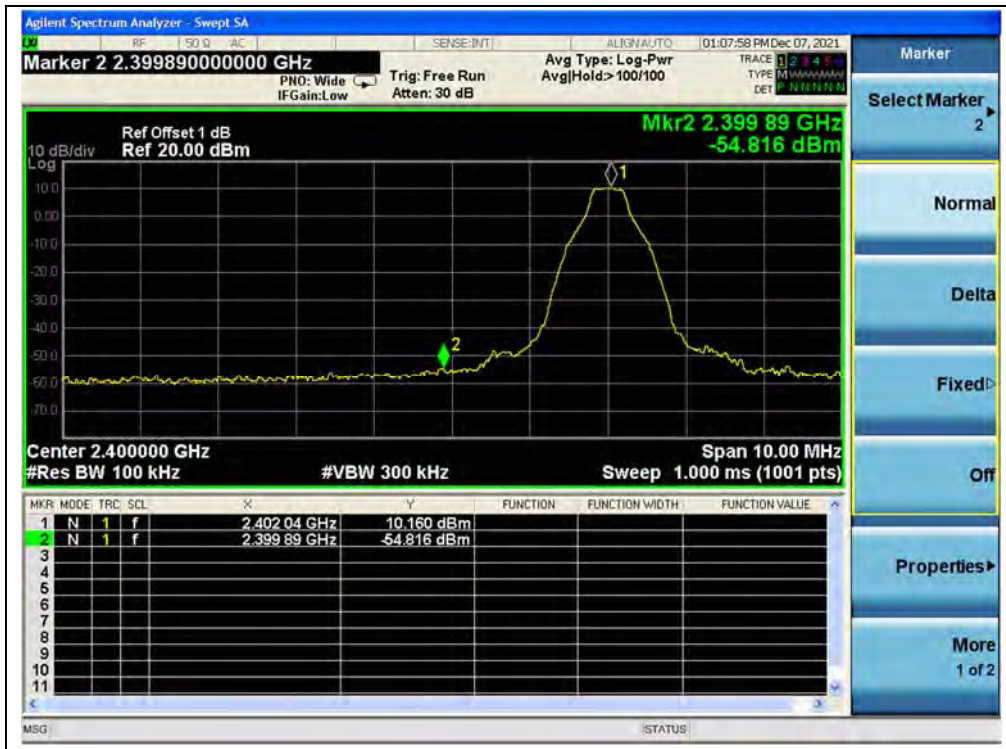 Agilent Spectrum Analyzer - Swept SA
LXI RF 50 Ω AC SENSE:INT ALIGN AUTO 01:07:58 PM Dec 07, 2021
Marker 2 2.399890000000 GHz
PNO: Wide
IFGain:Low
Trig: Free Run
Atten: 30 dB
Avg Type: Log-Pwr
Avg|Hold:> 100/100
TRACE 1 2 3 4 5 6
TYPE M
DET P N N N N N
Ref Offset 1 dB
10 dB/div Ref 20.00 dBm
Log
Mkr2 2.399 89 GHz
-54.816 dBm
10.0
0.00
-10.0
-20.0
-30.0
-40.0
-50.0
-60.0
-70.0
1
2
Center 2.400000 GHz Span 10.00 MHz
#Res BW 100 kHz #VBW 300 kHz Sweep 1.000 ms (1001 pts)
MKR MODE TRC SCL X Y FUNCTION FUNCTION WIDTH FUNCTION VALUE
1 N 1 f 2.402 04 GHz 10.160 dBm
2 N 1 f 2.399 89 GHz -54.816 dBm
3
4
5
6
7
8
9
10
11
MSG STATUS
Marker
Select Marker
2
Normal
Delta
Fixed
Off
Properties
More
1 of 2